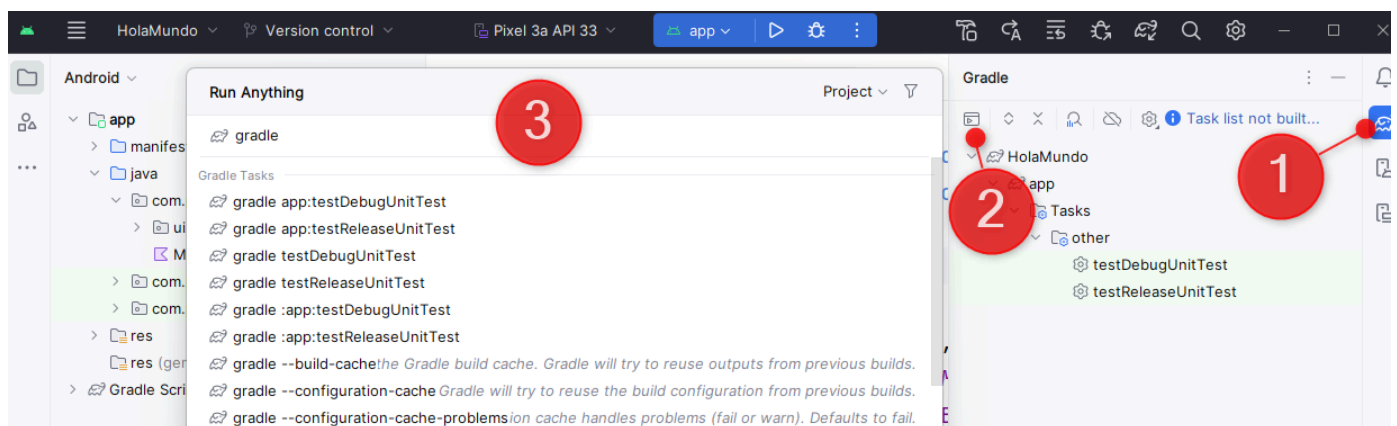 HolaMundo Version control Pixel 3a API 33 app
Android
app
manifes
java
com.
ui
M
com.
com.
res
res (ger
Gradle Scri
Run Anything Project
3
gradle
Gradle Tasks
gradle app:testDebugUnitTest
gradle app:testReleaseUnitTest
gradle testDebugUnitTest
gradle testReleaseUnitTest
gradle :app:testDebugUnitTest
gradle :app:testReleaseUnitTest
gradle --build-cachethe Gradle build cache. Gradle will try to reuse outputs from previous builds.
gradle --configuration-cache Gradle will try to reuse the build configuration from previous builds.
gradle --configuration-cache-problemsion cache handles problems (fail or warn). Defaults to fail.
Gradle
Task list not built...
1
2
HolaMundo
app
Tasks
other
testDebugUnitTest
testReleaseUnitTest